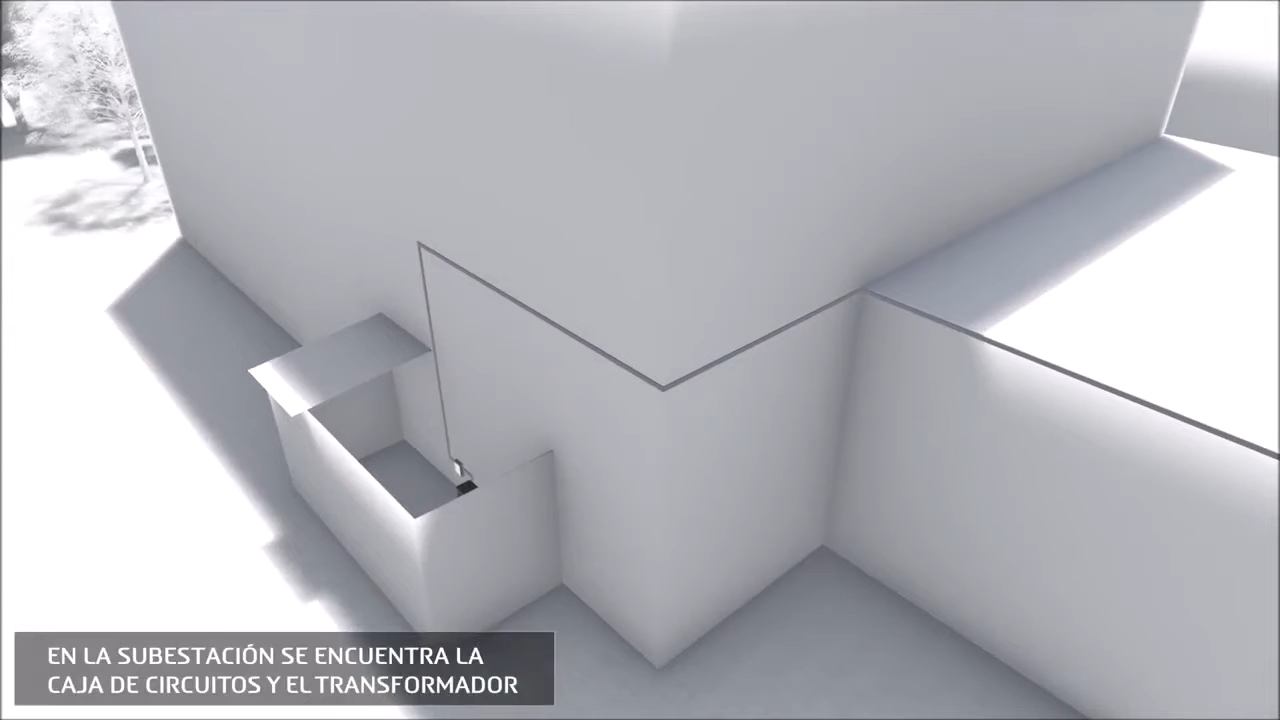 EN LA SUBESTACIÓN SE ENCUENTRA LA
CAJA DE CIRCUITOS Y EL TRANSFORMADOR